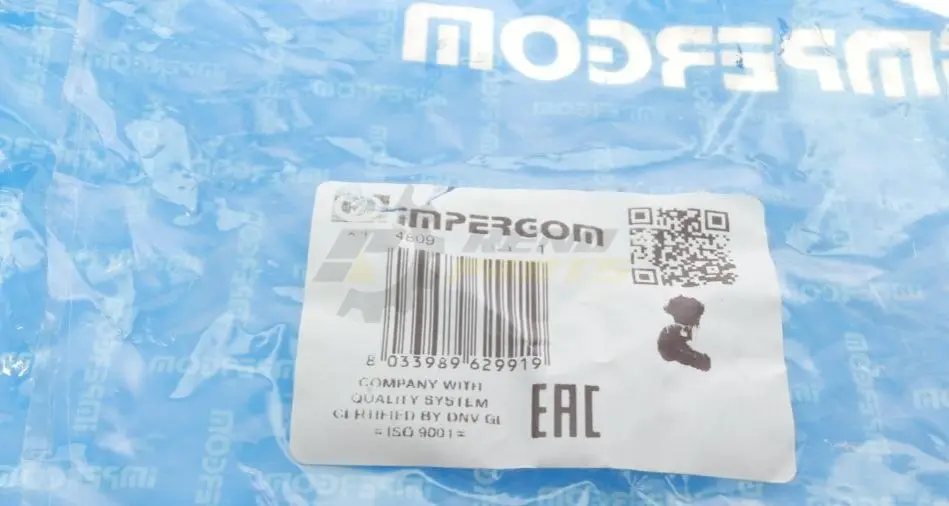 IMPERGOM
IMPERGOM
4809
8 033989 629919
COMPANY WITH
QUALITY SYSTEM
CERTIFIED BY DNV GL
= ISO 9001 =
EAC